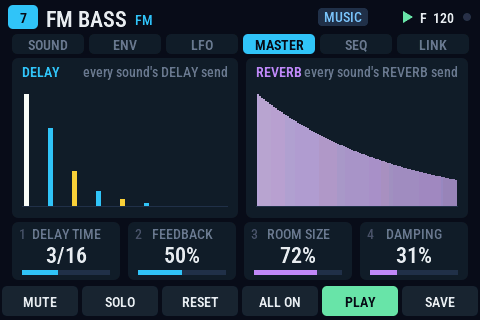 7 FM BASS FM MUSIC F 120
SOUND ENV LFO MASTER SEQ LINK
DELAY every sound's DELAY send
REVERB every sound's REVERB send
1 DELAY TIME
3/16
2 FEEDBACK
50%
3 ROOM SIZE
72%
4 DAMPING
31%
MUTE SOLO RESET ALL ON PLAY SAVE